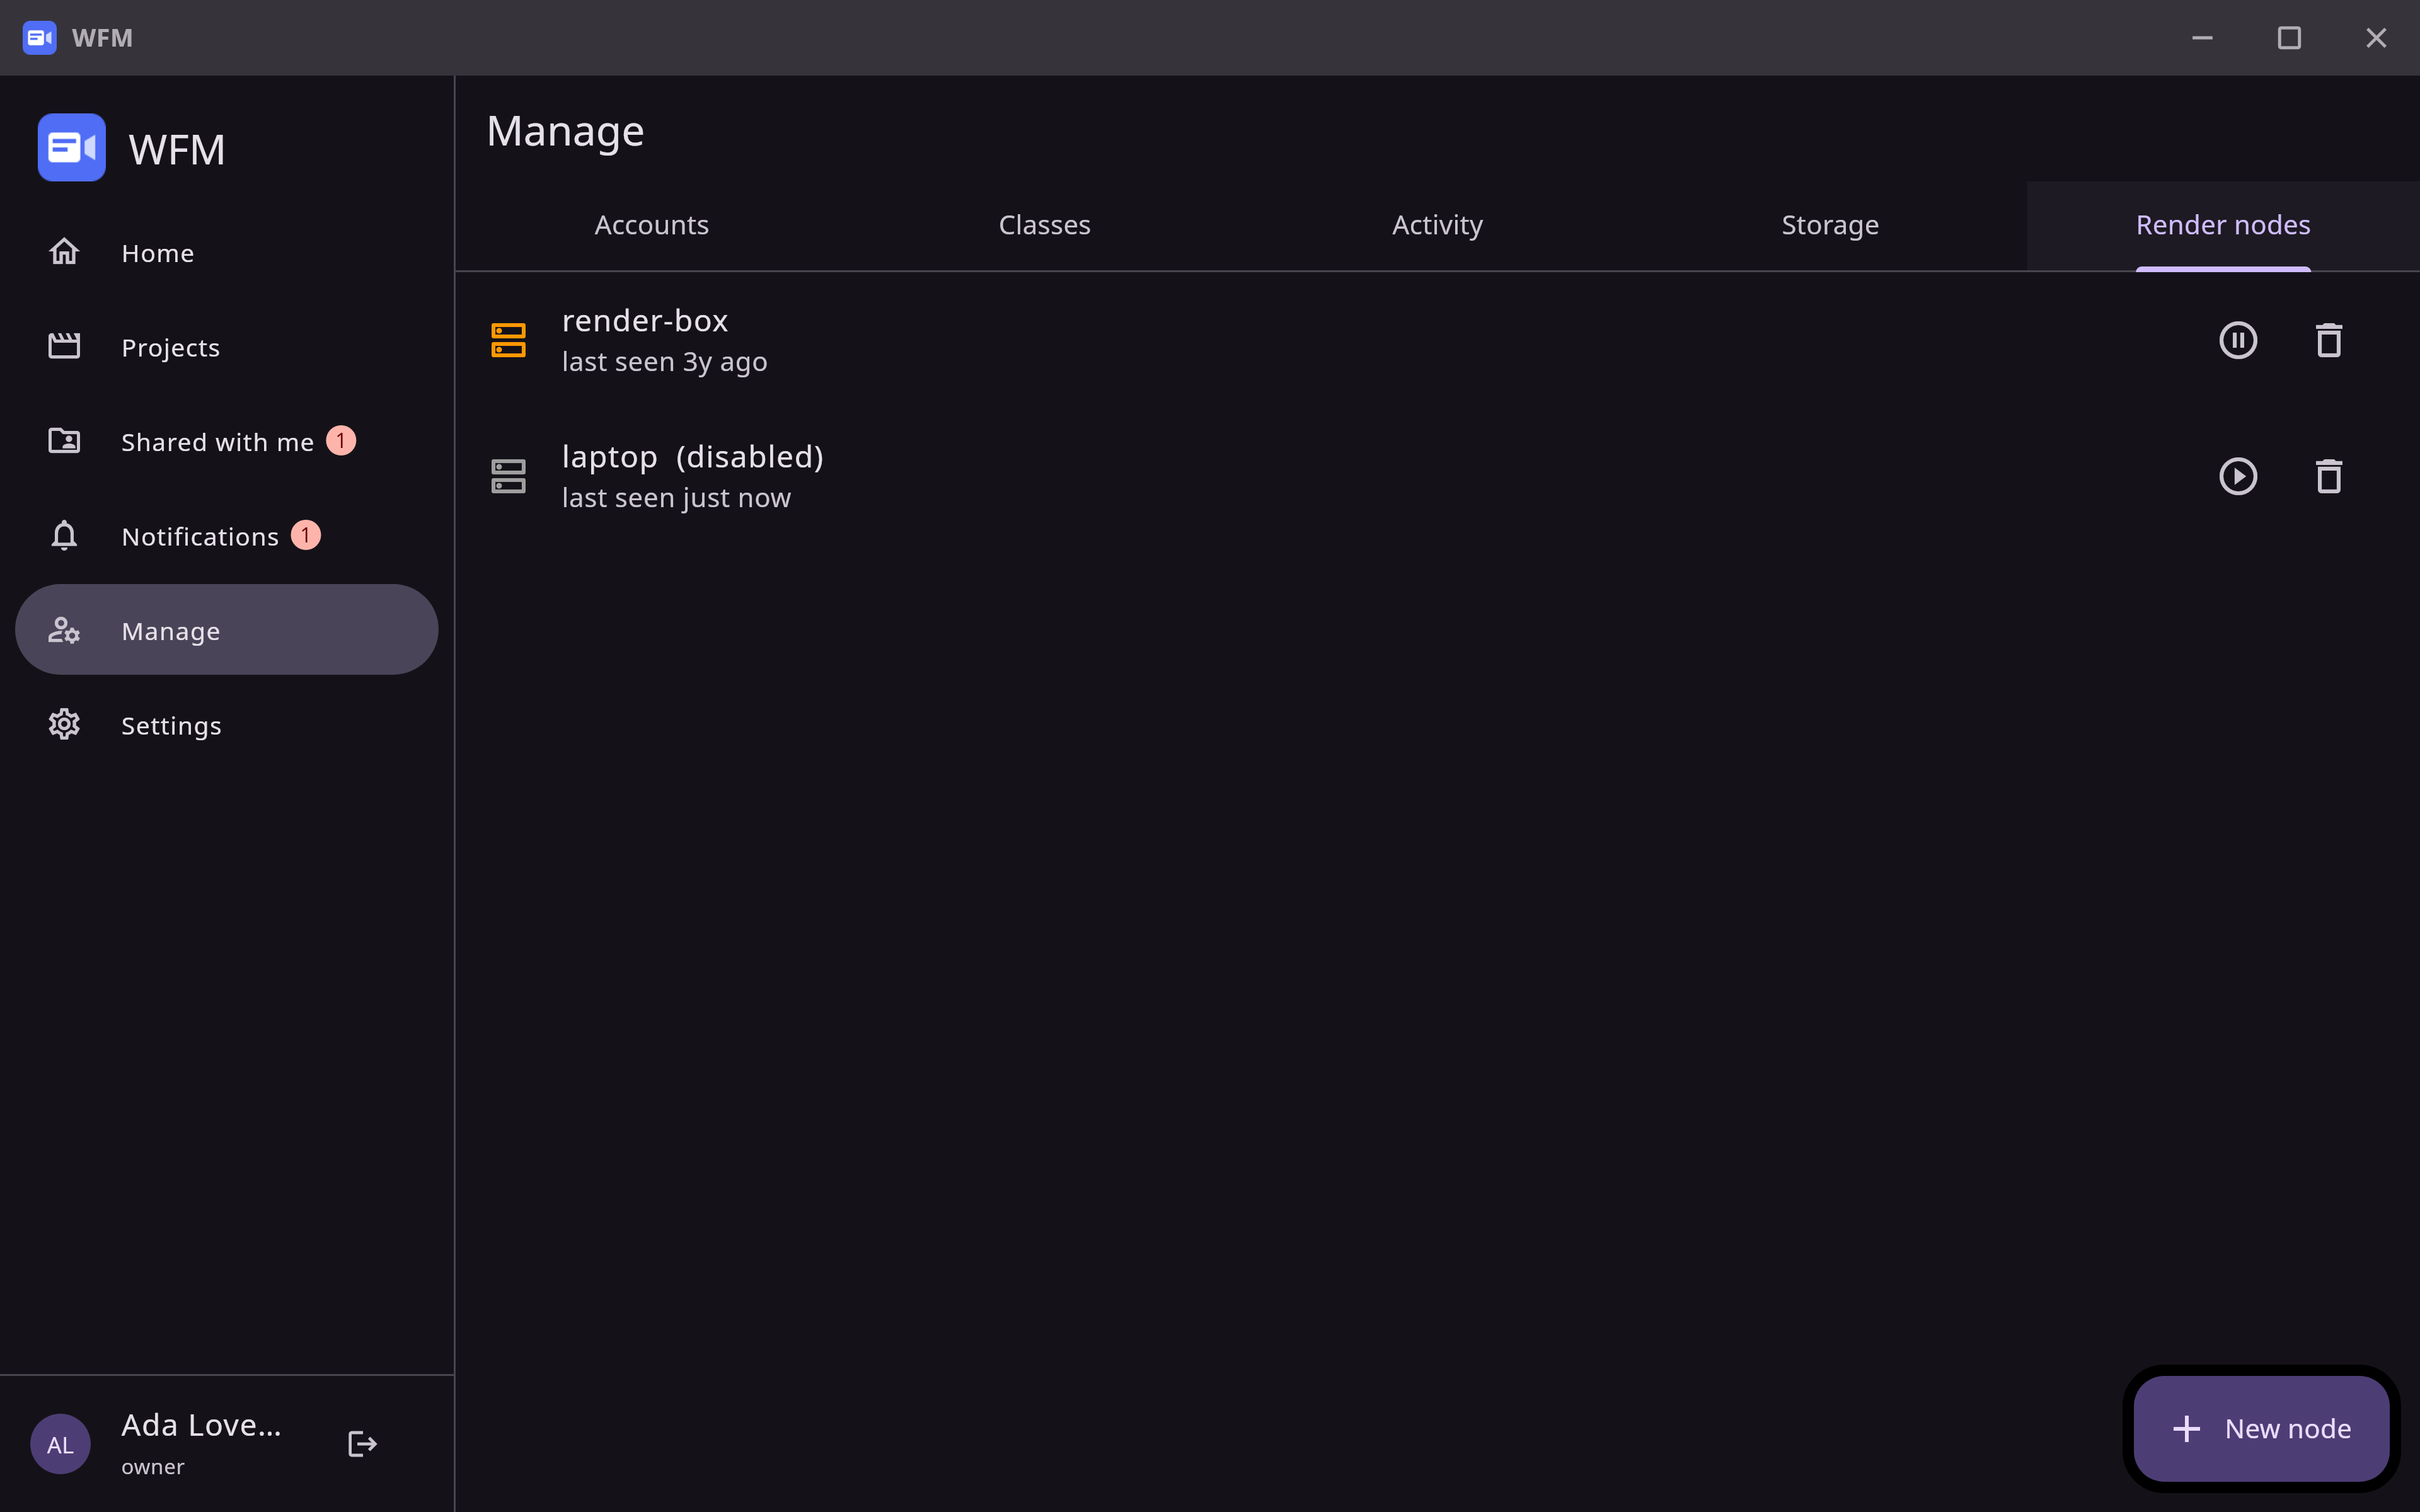 WFM
WFM
Home
Projects
Shared with me 1
Notifications 1
Manage
Settings
AL
Ada Love...
owner
Manage
Accounts
Classes
Activity
Storage
Render nodes
render-box
last seen 3y ago
laptop (disabled)
last seen just now
New node